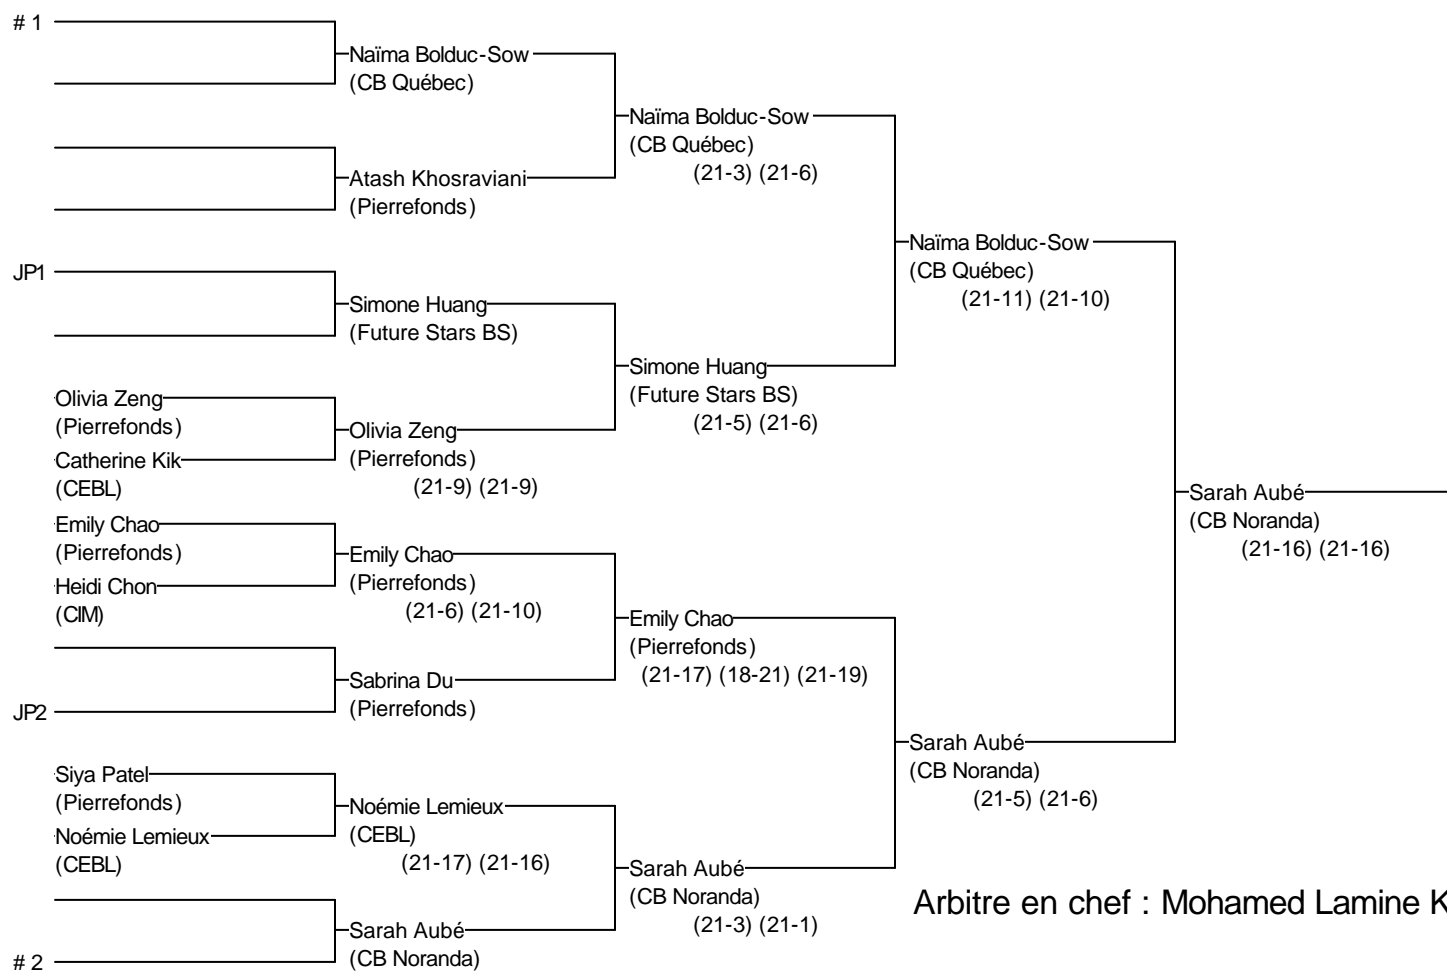 # 1
Naïma Bolduc-Sow
(CB Québec)
Naïma Bolduc-Sow
(CB Québec)
(21-3) (21-6)
Atash Khosraviani
(Pierrefonds)
Naïma Bolduc-Sow
(CB Québec)
(21-11) (21-10)
JP1
Simone Huang
(Future Stars BS)
Simone Huang
(Future Stars BS)
(21-5) (21-6)
Olivia Zeng
(Pierrefonds)
Olivia Zeng
(Pierrefonds)
(21-9) (21-9)
Catherine Kik
(CEBL)
Sarah Aubé
(CB Noranda)
(21-16) (21-16)
Emily Chao
(Pierrefonds)
Emily Chao
(Pierrefonds)
(21-6) (21-10)
Heidi Chon
(CIM)
Emily Chao
(Pierrefonds)
(21-17) (18-21) (21-19)
Sabrina Du
(Pierrefonds)
JP2
Sarah Aubé
(CB Noranda)
(21-5) (21-6)
Siya Patel
(Pierrefonds)
Noémie Lemieux
(CEBL)
(21-17) (21-16)
Noémie Lemieux
(CEBL)
Sarah Aubé
(CB Noranda)
(21-3) (21-1)
Arbitre en chef : Mohamed Lamine
Sarah Aubé
(CB Noranda)
# 2